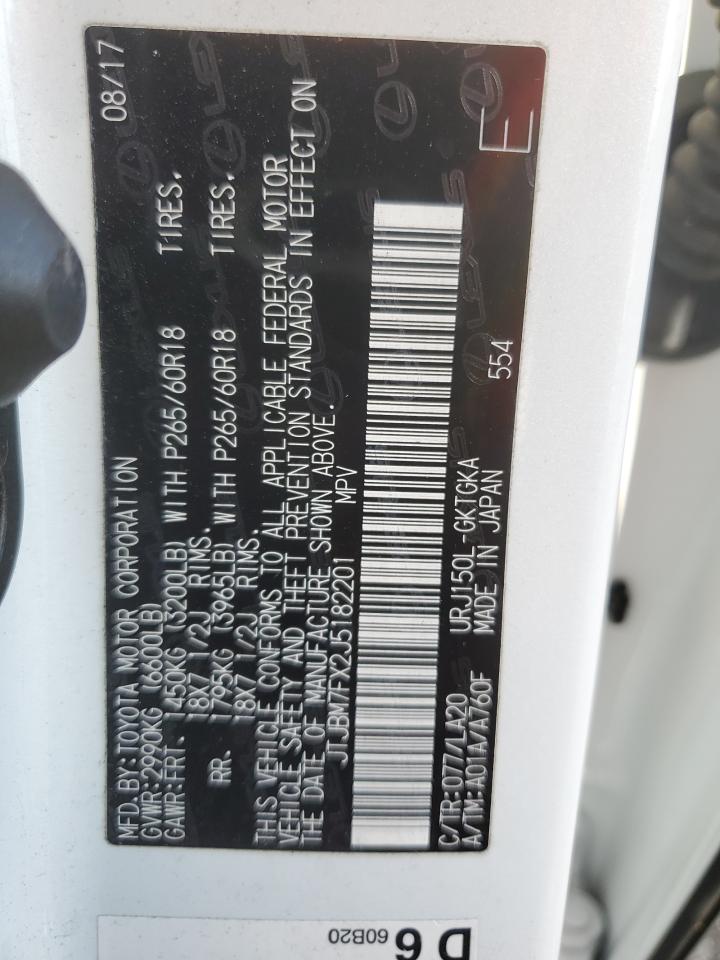 MFD.BY:TOYOTA MOTOR CORPORATION 08/17
GVWR:2990KG (6600LB)
GAWR:FRT. 1450KG (3200LB) WITH P265/60R18 TIRES.
18X7 1/2J RIMS.
RR. 1795KG (3965LB) WITH P265/60R18 TIRES.
18X7 1/2J RIMS.
THIS VEHICLE CONFORMS TO ALL APPLICABLE FEDERAL MOTOR
VEHICLE SAFETY AND THEFT PREVENTION STANDARDS IN EFFECT ON
THE DATE OF MANUFACTURE SHOWN ABOVE.
JTJBM7FX2J5182201 MPV
C/TR:077/LA20 URJ150L-GKTGKA
A/TM:A01A/A760F MADE IN JAPAN 554 E
60B20
D 6